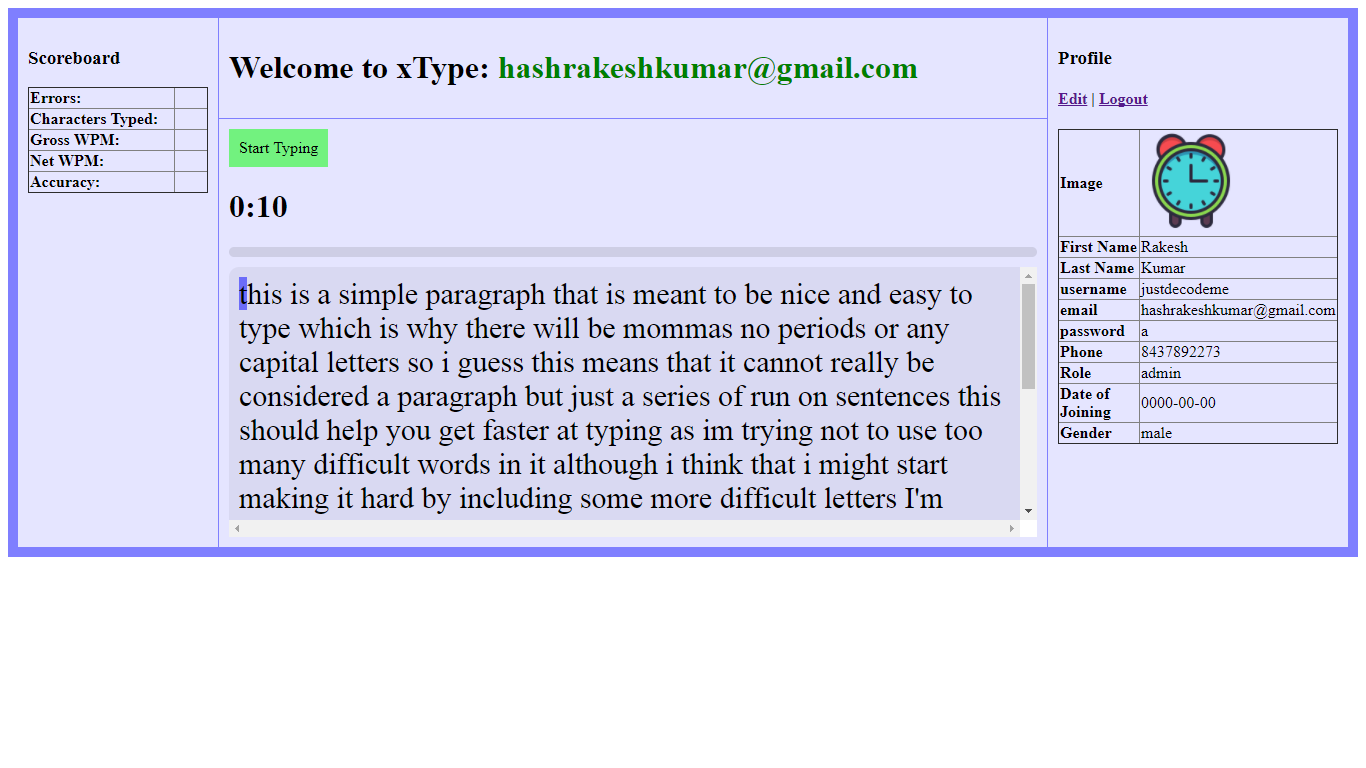 Scoreboard
Errors:
Characters Typed:
Gross WPM:
Net WPM:
Accuracy:
Welcome to xType: hashrakeshkumar@gmail.com
Start Typing
0:10
this is a simple paragraph that is meant to be nice and easy to
type which is why there will be mommas no periods or any
capital letters so i guess this means that it cannot really be
considered a paragraph but just a series of run on sentences this
should help you get faster at typing as im trying not to use too
many difficult words in it although i think that i might start
making it hard by including some more difficult letters I'm
Profile
Edit | Logout
Image
First Name Rakesh
Last Name Kumar
username justdecodeme
email hashrakeshkumar@gmail.com
password a
Phone 8437892273
Role admin
Date of
Joining 0000-00-00
Gender male